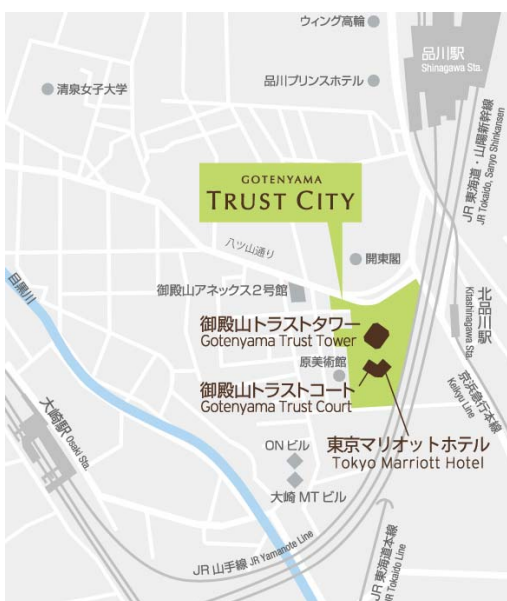 ウィング高輪
品川駅
Shinagawa Sta.
清泉女子大学
品川プリンスホテル
JR 東海道・山陽新幹線
JR Tokaido, Sanyo Shinkansen
GOTENYAMA
TRUST CITY
八ツ山通り
開東閣
目黒川
御殿山アネックス2号館
北品川駅
Kitashinagawa Sta.
御殿山トラストタワー
Gotenyama Trust Tower
原美術館
御殿山トラストコート
Gotenyama Trust Court
京浜急行本線
Keikyu Line
大崎駅 Osaki Sta.
ON ビル
東京マリオットホテル
Tokyo Marriott Hotel
大崎 MT ビル
JR 山手線 JR Yamanote Line
JR 東海道本線
JR Tokaido Line